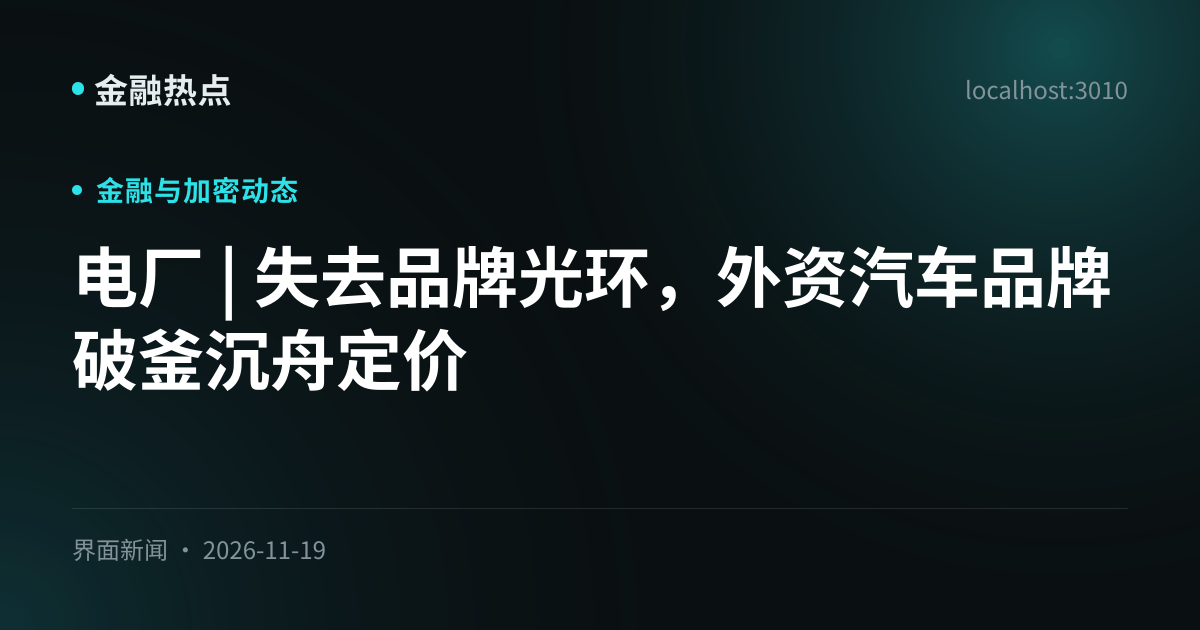 金融热点
localhost:3010
金融与加密动态
电厂 | 失去品牌光环，外资汽车品牌
破釜沉舟定价
界面新闻 • 2026-11-19